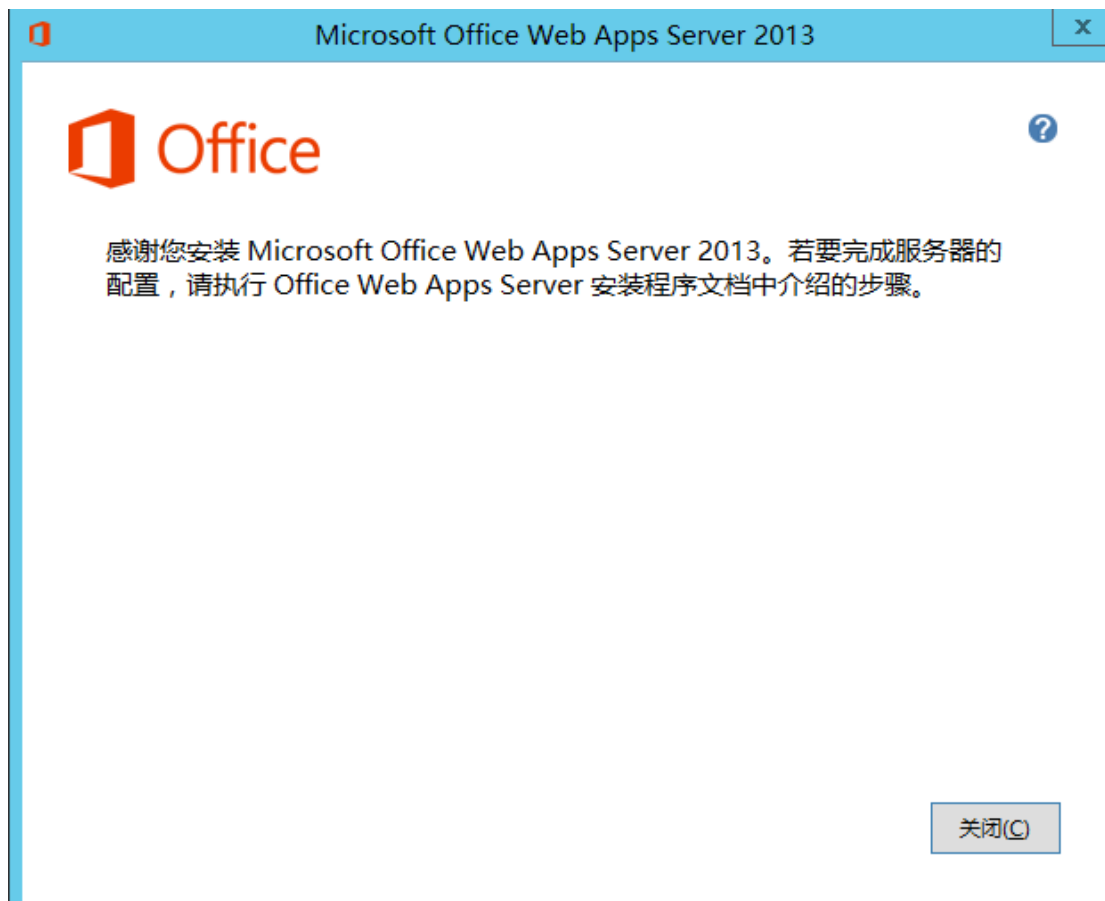 Microsoft Office Web Apps Server 2013
x
Office
?
感谢您安装 Microsoft Office Web Apps Server 2013。若要完成服务器的
配置，请执行 Office Web Apps Server 安装程序文档中介绍的步骤。
关闭(C)